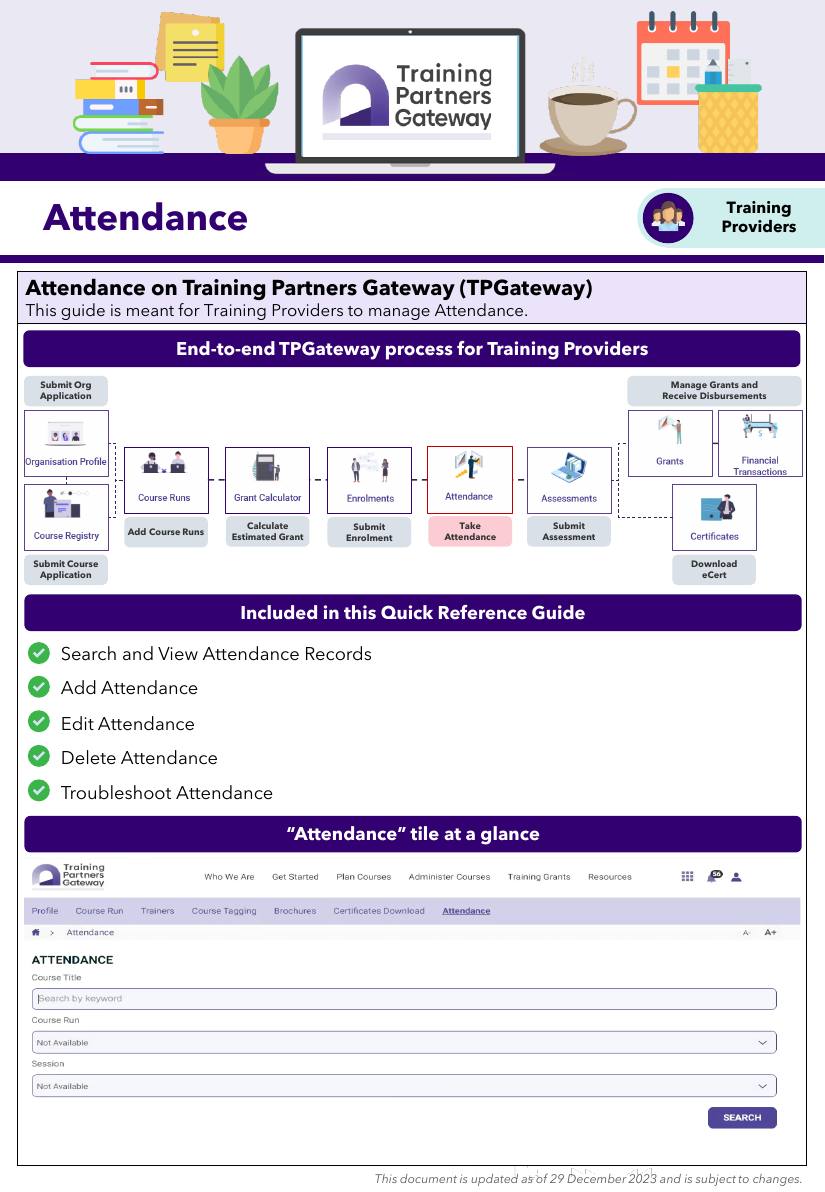 Training
Partners
Gateway
Attendance
Training
Providers
Attendance on Training Partners Gateway (TPGateway)
This guide is meant for Training Providers to manage Attendance.
End-to-end TPGateway process for Training Providers
Submit Org
Application
Manage Grants and
Receive Disbursements
Organisation Profile
Course Runs
Grant Calculator
Enrolments
Attendance
Assessments
Grants
Financial
Transactions
Course Registry
Add Course Runs
Calculate
Estimated Grant
Submit
Enrolment
Take
Attendance
Submit
Assessment
Certificates
Submit Course
Application
Download
eCert
Included in this Quick Reference Guide
Search and View Attendance Records
Add Attendance
Edit Attendance
Delete Attendance
Troubleshoot Attendance
“Attendance” tile at a glance
Training
Partners
Gateway
Who We Are Get Started Plan Courses Administer Courses Training Grants Resources 56
Profile Course Run Trainers Course Tagging Brochures Certificates Download Attendance
> Attendance A- A+
ATTENDANCE
Course Title
Search by keyword
Course Run
Not Available
Session
Not Available
SEARCH
This document is updated as of 29 December 2023 and is subject to changes.